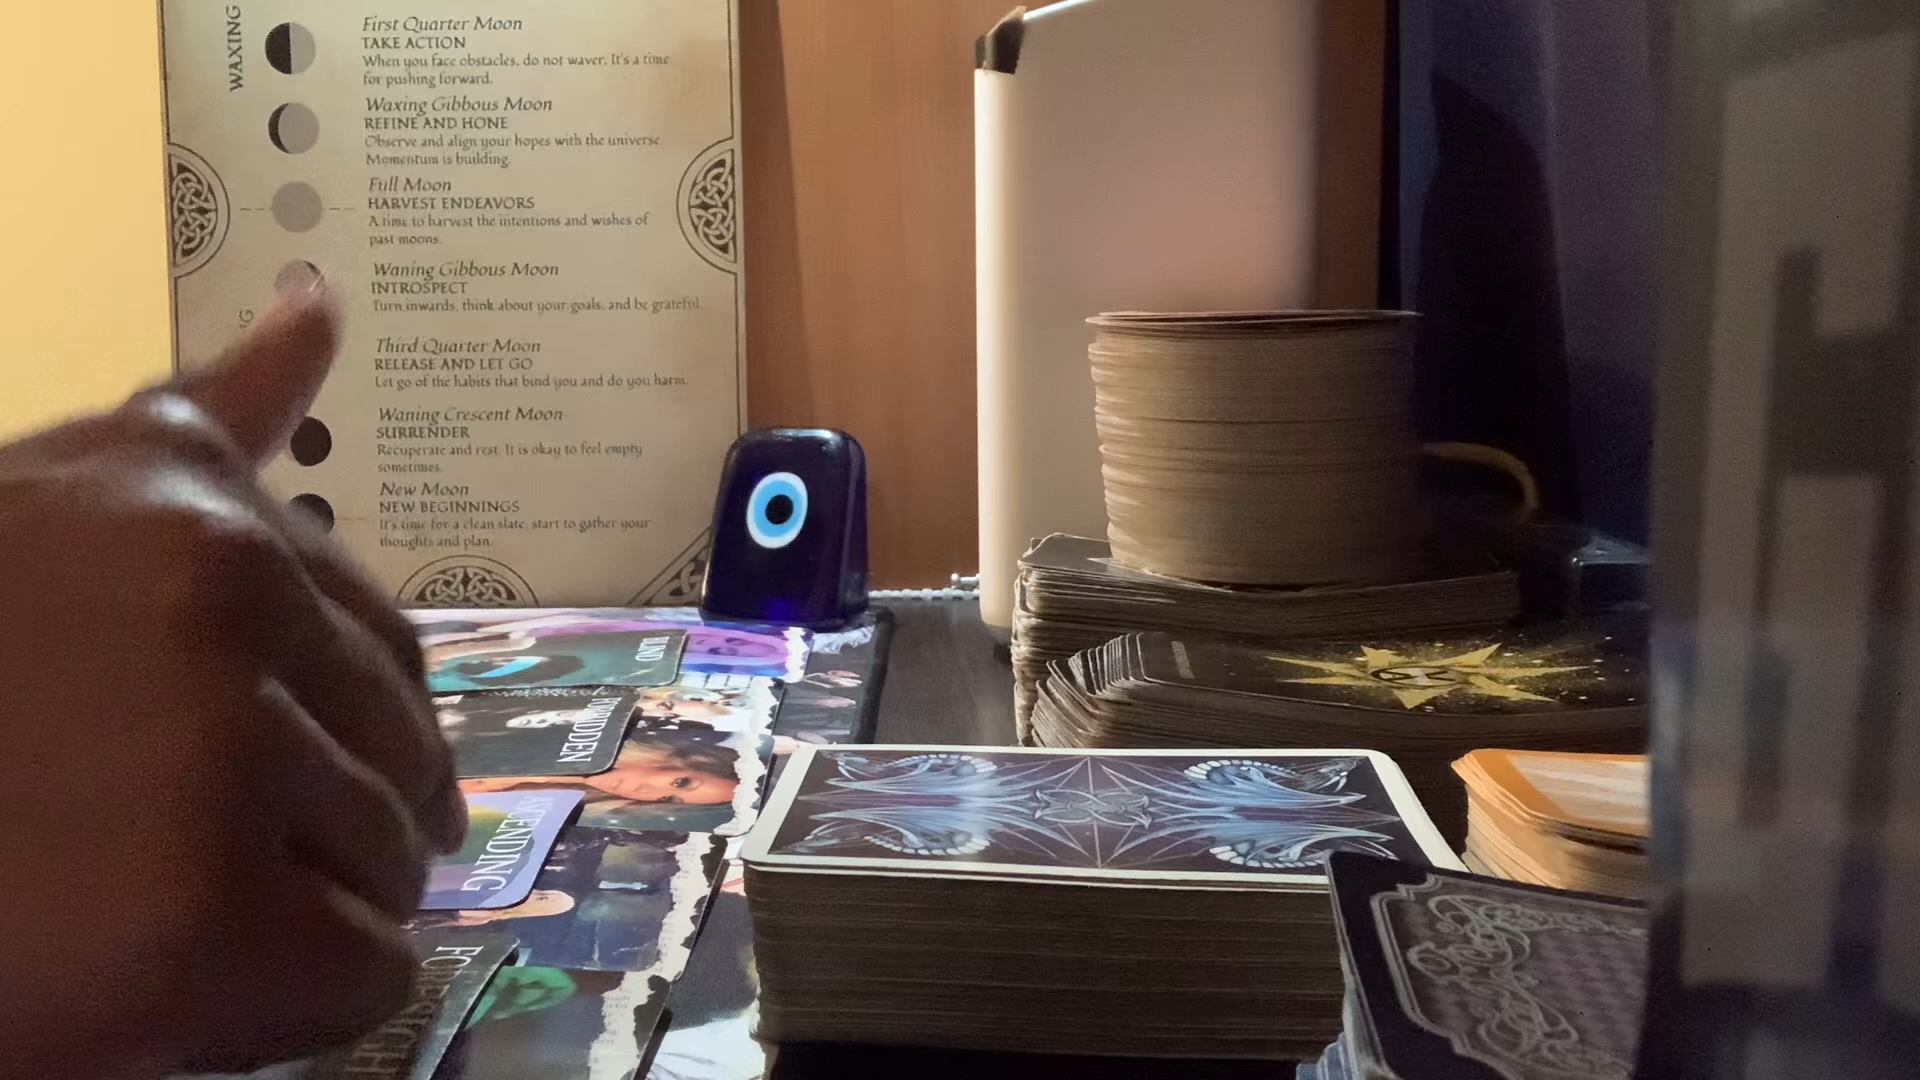 WAXING
First Quarter Moon
TAKE ACTION
When you face obstacles, do not waver. It's a time
for pushing forward.
Waxing Gibbous Moon
REFINE AND HONE
Observe and align your hopes with the universe.
Momentum is building.
Full Moon
HARVEST ENDEAVORS
A time to harvest the intentions and wishes of
past moons.
Waning Gibbous Moon
INTROSPECT
Turn inwards, think about your goals, and be grateful.
Third Quarter Moon
RELEASE AND LET GO
Let go of the habits that bind you and do you harm.
Waning Crescent Moon
SURRENDER
Recuperate and rest. It is okay to feel empty
sometimes.
New Moon
NEW BEGINNINGS
It's time for a clean slate, start to gather your
thoughts and plan.
BLIND
FORBIDDEN
ASCENDING